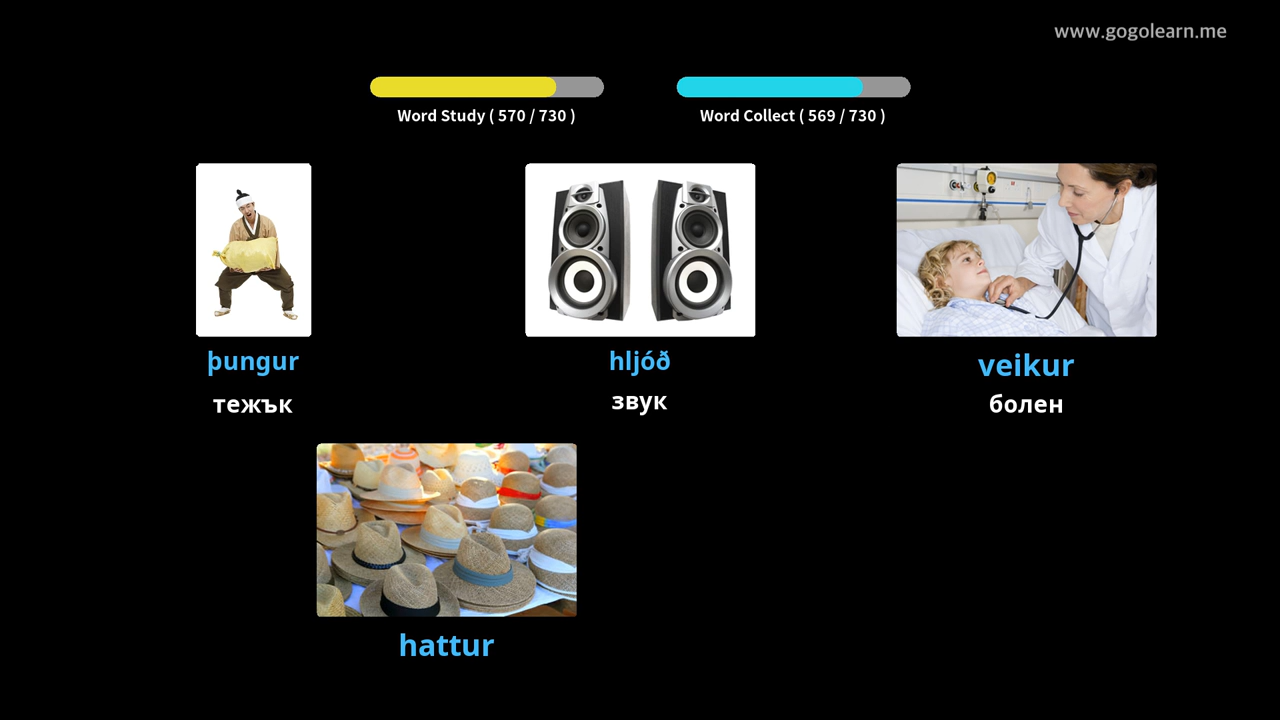 www.gogolearn.me
Word Study ( 570 / 730 )
Word Collect ( 569 / 730 )
þungur
hljóð
veikur
тежък
звук
болен
hattur